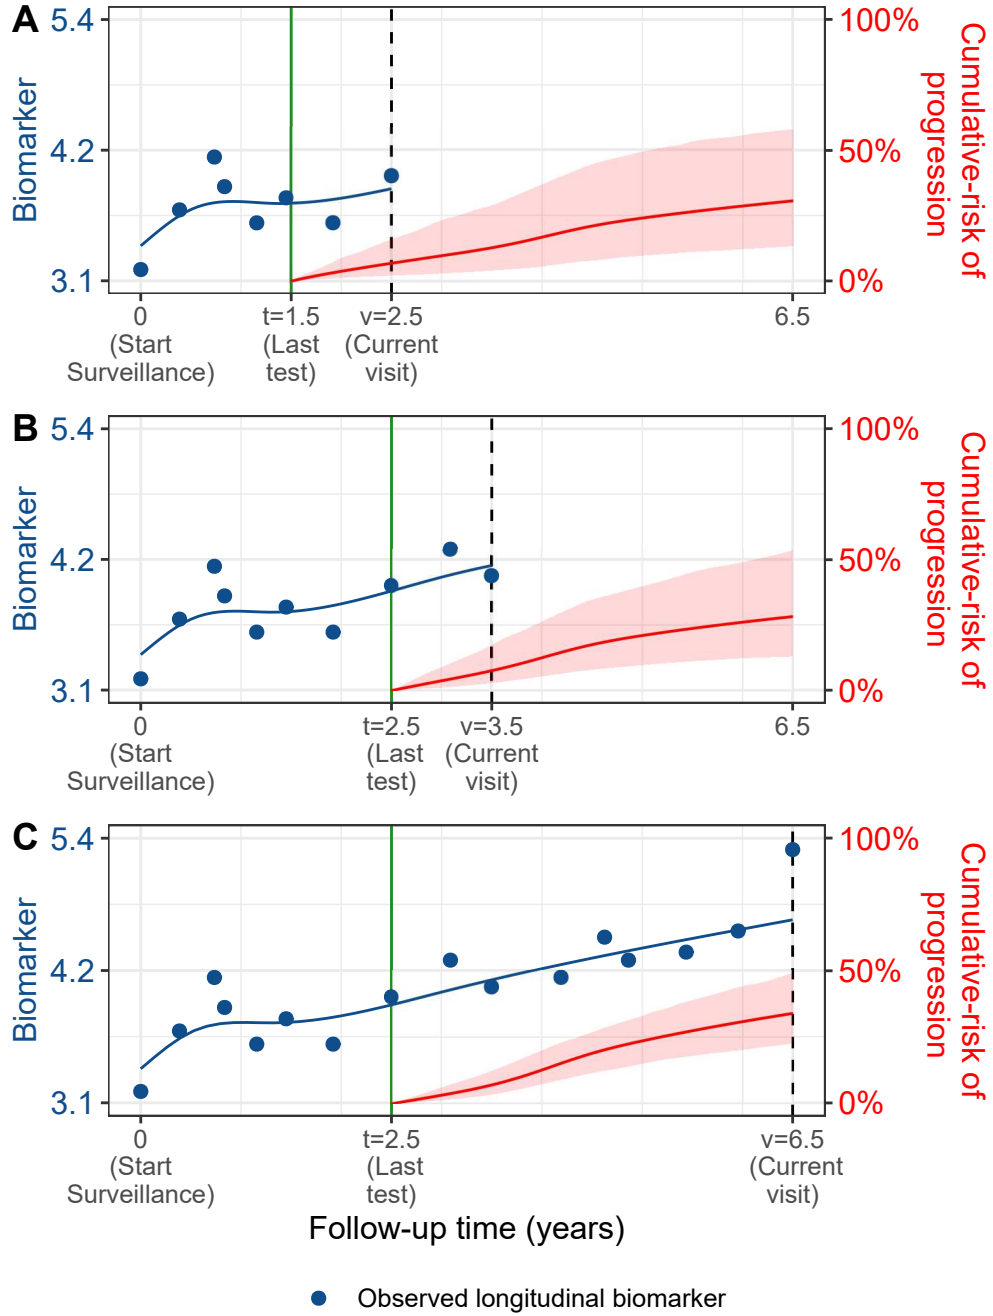 A
5.4
4.2
3.1
Biomarker
100%
50%
0%
Cumulative-risk of
progression
0
(Start
Surveillance)
t=1.5
(Last
test)
v=2.5
(Current
visit)
6.5
B
5.4
4.2
3.1
Biomarker
100%
50%
0%
Cumulative-risk of
progression
0
(Start
Surveillance)
t=2.5
(Last
test)
v=3.5
(Current
visit)
6.5
C
5.4
4.2
3.1
Biomarker
100%
50%
0%
Cumulative-risk of
progression
0
(Start
Surveillance)
t=2.5
(Last
test)
v=6.5
(Current
visit)
Follow-up time (years)
Observed longitudinal biomarker